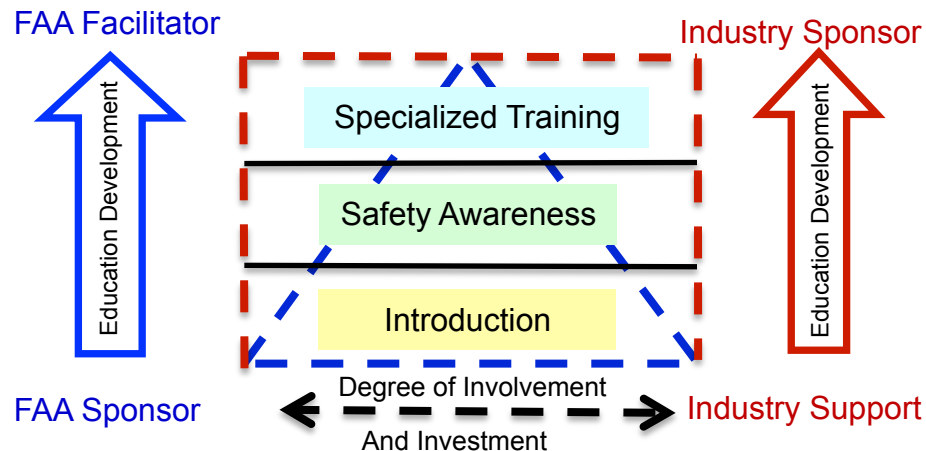 FAA Facilitator
Industry Sponsor
Education Development
Specialized Training
Safety Awareness
Introduction
Education Development
FAA Sponsor
Degree of Involvement
And Investment
Industry Support